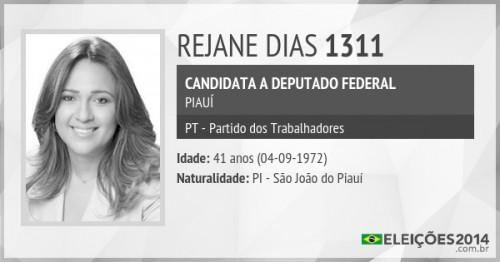 REJANE DIAS 1311
CANDIDATA A DEPUTADO FEDERAL
PIAUÍ
PT - Partido dos Trabalhadores
Idade: 41 anos (04-09-1972)
Naturalidade: PI - São João do Piauí
ELEIÇÕES2014
.com.br